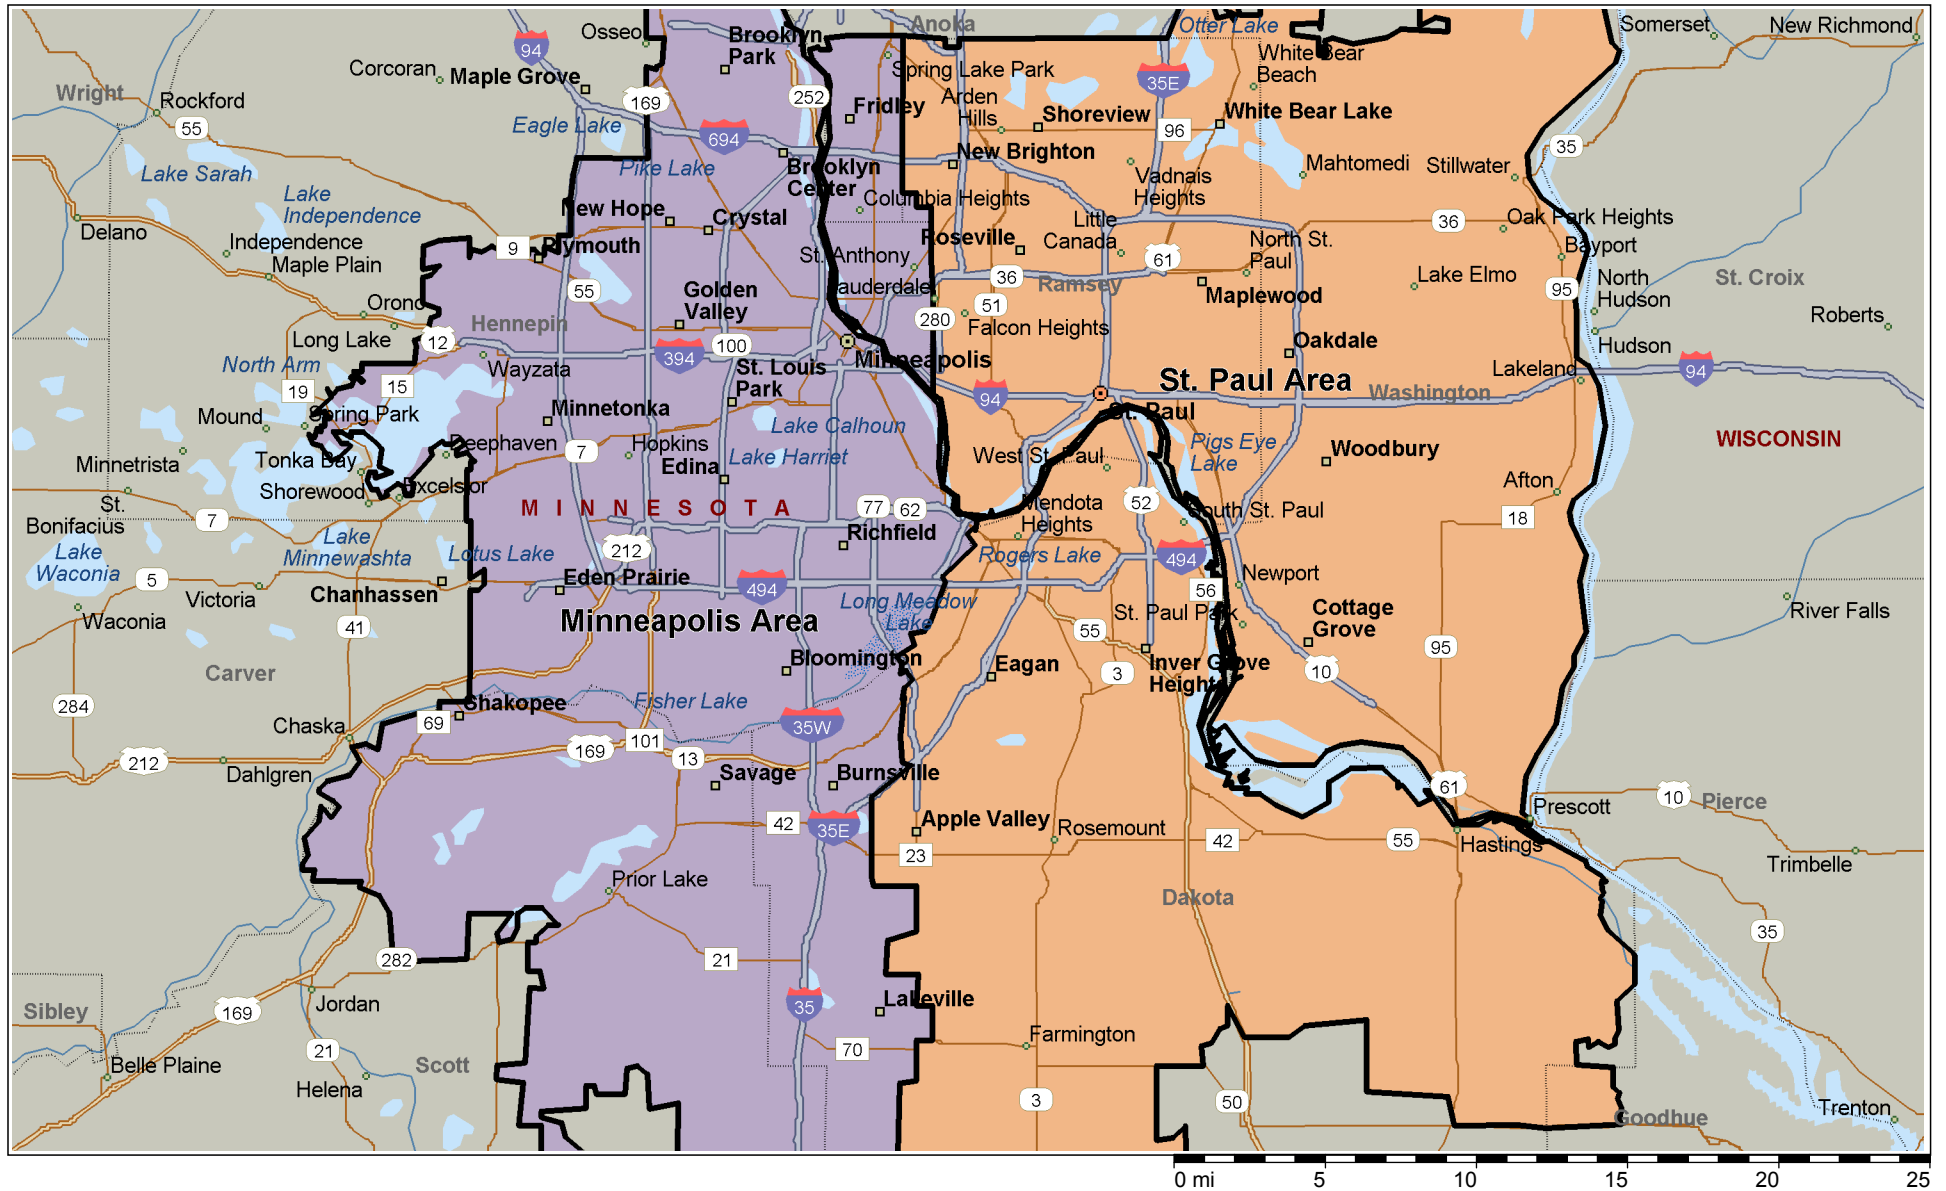 Anoka
Otter Lake
Somerset
New Richmond
Osseo
Brooklyn
Park
94
Corcoran
Maple Grove
Spring Lake Park
White Bear
Beach
35E
Wright
Rockford
169
252
Fridley
Arden
Hills
Shoreview
White Bear Lake
55
Eagle Lake
694
96
35
Lake Sarah
Pike Lake
Brooklyn
Center
New Brighton
Vadnais
Heights
Mahtomedi
Stillwater
Lake
Independence
New Hope
Crystal
Columbia Heights
Little
Canada
36
Oak Park Heights
Delano
Independence
Maple Plain
9
Plymouth
St. Anthony
Roseville
61
North St.
Paul
Bayport
55
Golden
Valley
Lauderdale
36
Ramsey
Maplewood
Lake Elmo
95
North
Hudson
St. Croix
Orono
Hennepin
280
51
Falcon Heights
Roberts
Long Lake
12
394
100
Minneapolis
Oakdale
Hudson
North Arm
Wayzata
St. Louis
Park
St. Paul Area
Washington
Lakeland
94
19
15
94
Mound
Spring Park
Minnetonka
Lake Calhoun
St. Paul
Minnetrista
Tonka Bay
Deephaven
7
Hopkins
Edina
Lake Harriet
West St. Paul
Pigs Eye
Lake
Woodbury
WISCONSIN
Shorewood
Excelsior
Afton
St.
Bonifacius
7
MINNESOTA
77
62
Mendota
Heights
52
South St. Paul
18
Lake
Waconia
Lake
Minnewashta
Lotus Lake
212
Richfield
Rogers Lake
494
5
Victoria
Chanhassen
Eden Prairie
494
Newport
56
Waconia
41
Minneapolis Area
Long Meadow
Lake
St. Paul Park
Cottage
Grove
River Falls
55
95
Carver
Bloomington
Eagan
3
Inver Grove
Heights
10
284
Chaska
69
Shakopee
Fisher Lake
35W
212
Dahlgren
169
101
13
Savage
Burnsville
61
Prescott
10
Pierce
42
35E
Apple Valley
Rosemount
23
42
55
Hastings
Trimbelle
Prior Lake
Dakota
35
282
21
Sibley
169
Jordan
35
Lakeville
21
Farmington
70
Belle Plaine
Helena
Scott
3
50
Goodhue
Trenton
0 mi
5
10
15
20
25